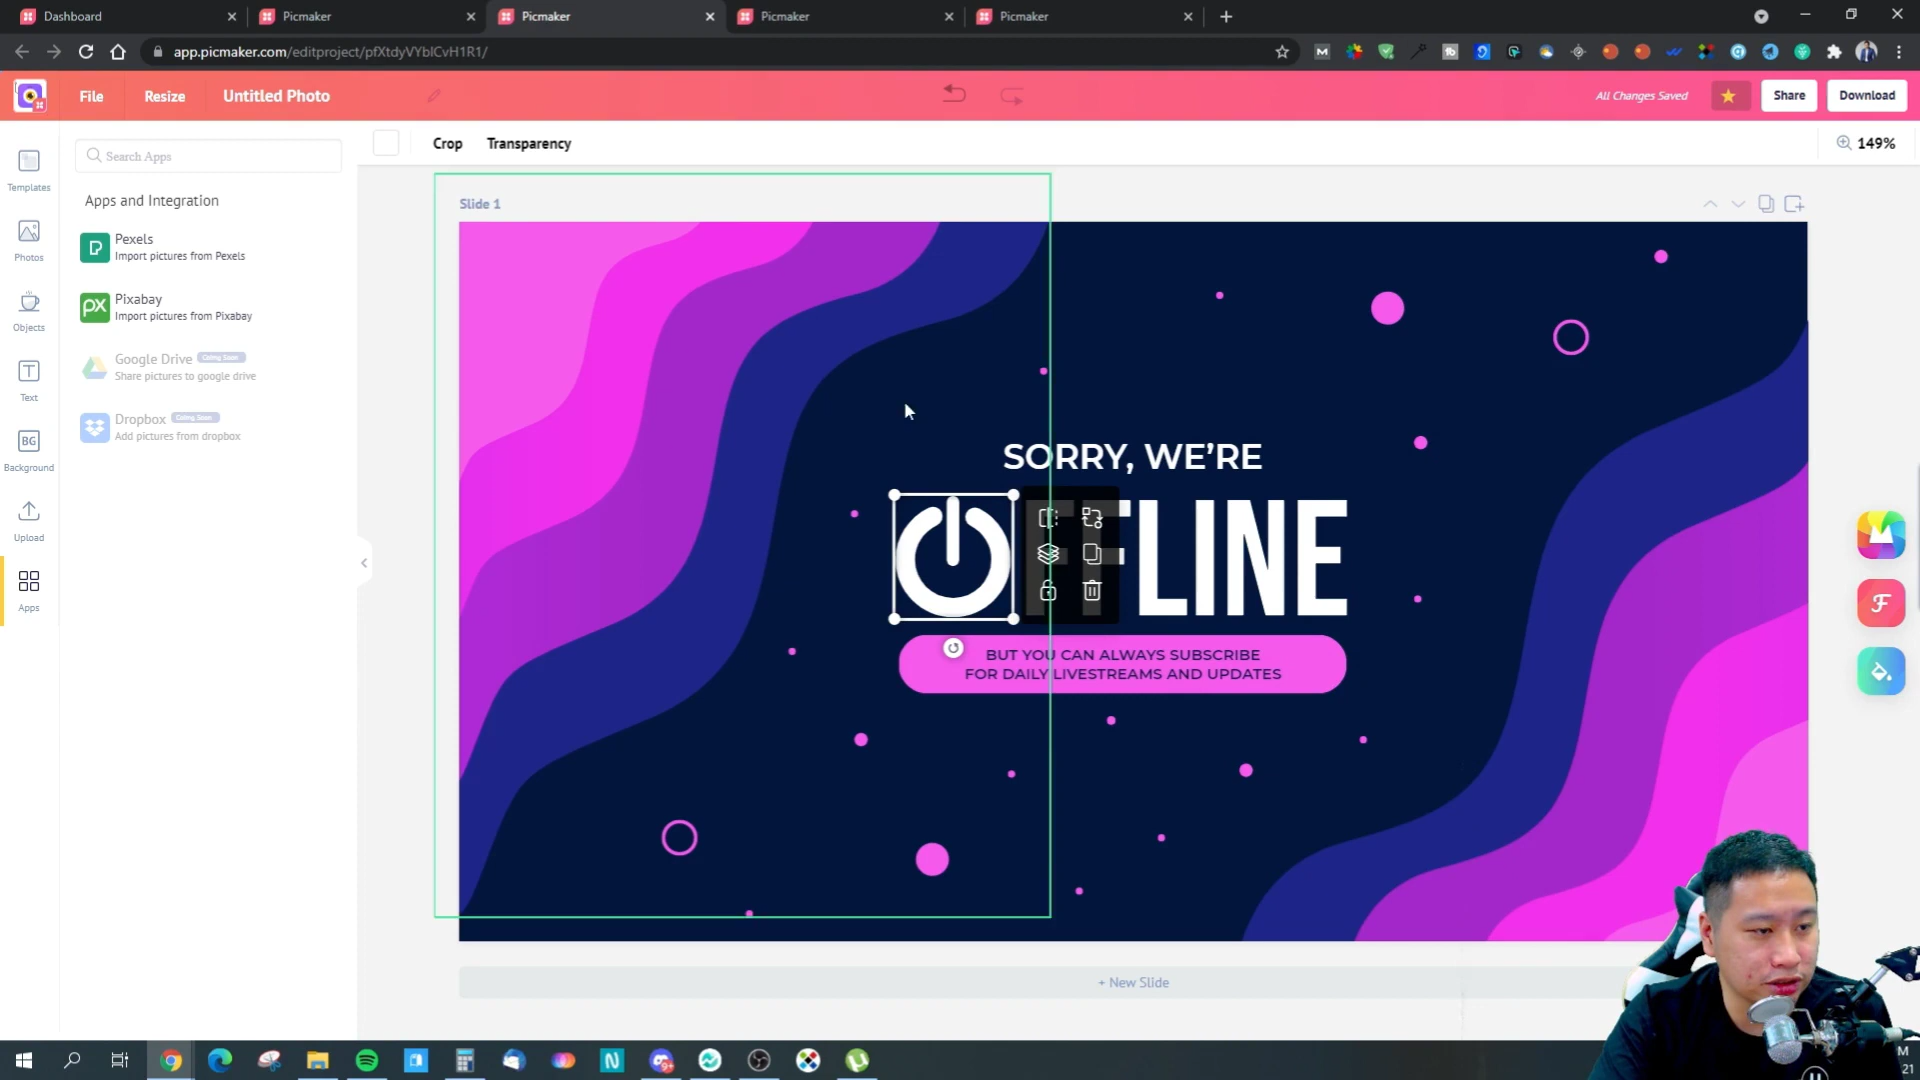 Dashboard
Picmaker
Picmaker
Picmaker
Picmaker
app.picmaker.com/editproject/pfXtdyVYbICvH1R1/
File
Resize
Untitled Photo
All Changes Saved
Share
Download
Search Apps
Crop
Transparency
149%
Templates
Photos
Objects
Text
BG
Background
Upload
Apps
Apps and Integration
Pexels
Import pictures from Pexels
Pixabay
Import pictures from Pixabay
Google Drive
Share pictures to google drive
Dropbox
Add pictures from dropbox
Slide 1
SORRY, WE’RE
FFLINE
BUT YOU CAN ALWAYS SUBSCRIBE
FOR DAILY LIVESTREAMS AND UPDATES
+ New Slide